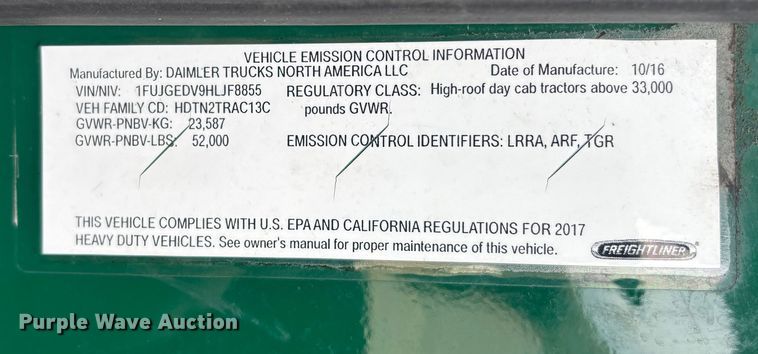 VEHICLE EMISSION CONTROL INFORMATION
Manufactured By: DAIMLER TRUCKS NORTH AMERICA LLC Date of Manufacture: 10/16
VIN/NIV: 1FUJGEDV9HLJF8855 REGULATORY CLASS: High-roof day cab tractors above 33,000
VEH FAMILY CD: HDTN2TRAC13C pounds GVWR.
GVWR-PNBV-KG: 23,587
GVWR-PNBV-LBS: 52,000 EMISSION CONTROL IDENTIFIERS: LRRA, ARF, TGR
THIS VEHICLE COMPLIES WITH U.S. EPA AND CALIFORNIA REGULATIONS FOR 2017
HEAVY DUTY VEHICLES. See owner's manual for proper maintenance of this vehicle.
FREIGHTLINER
Purple Wave Auction